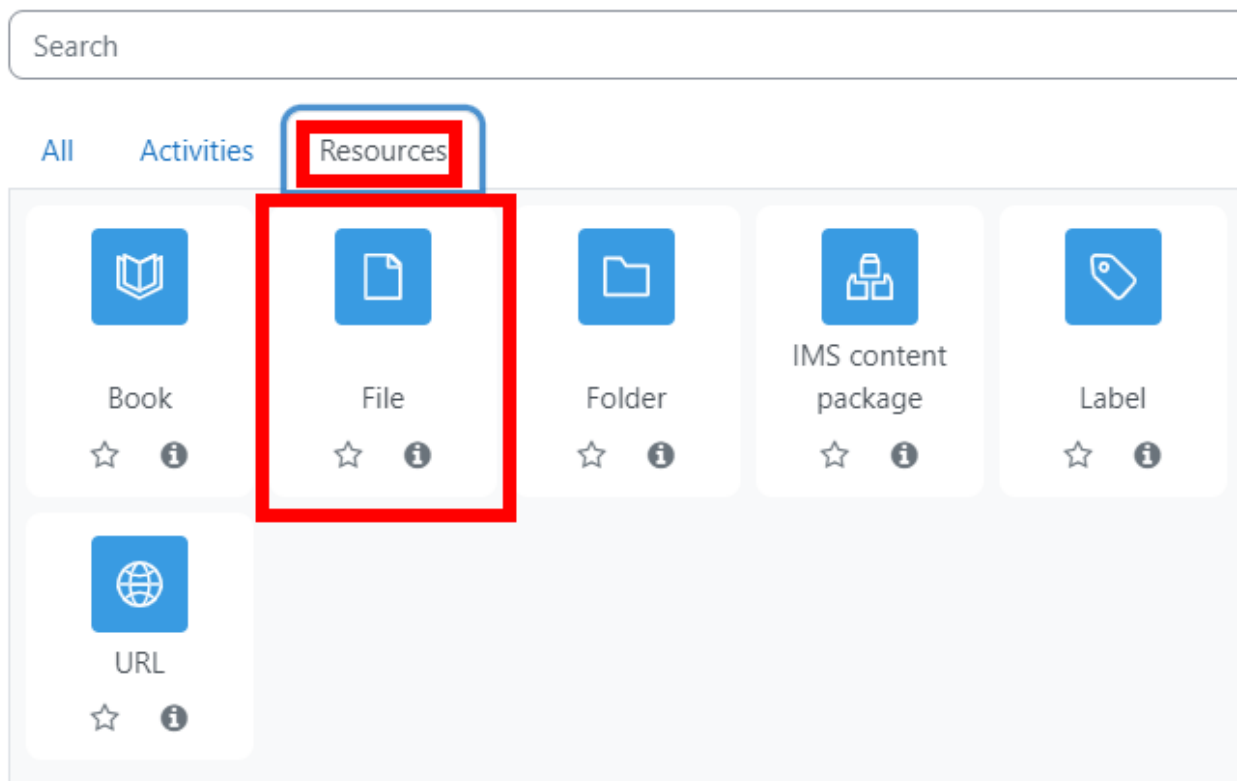 Search
All Activities Resources
Book File Folder IMS content package Label
URL